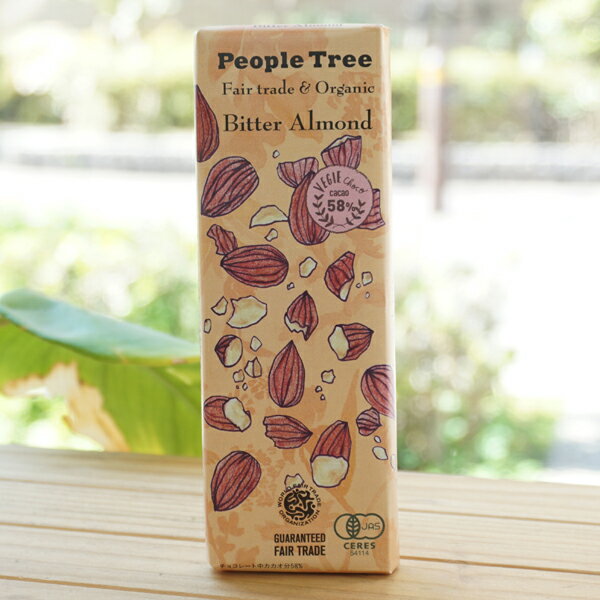 People Tree
Fair trade & Organic
Bitter Almond
VEGIE Choco
cacao
58%
WORLD FAIR TRADE
ORGANIZATION
GUARANTEED
FAIR TRADE
JAS
CERES
54114
チョコレート中カカオ分58%